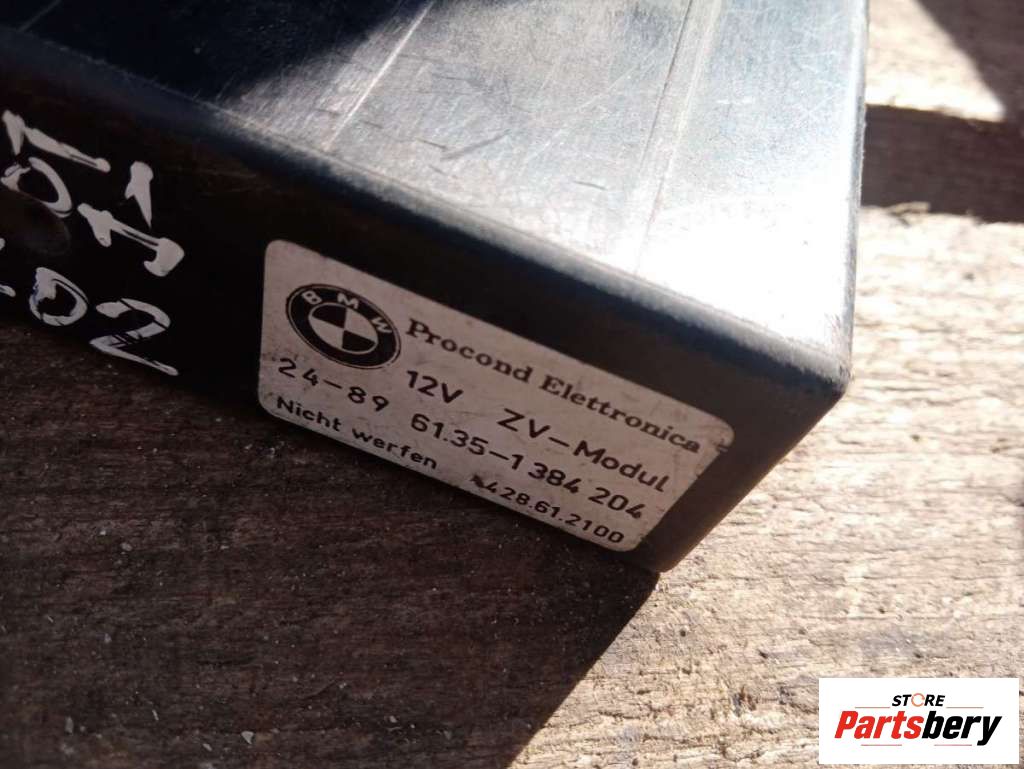 BMW
Procond Elettronica
12V ZV-Modul
24-89 61.35-1 384 204
Nicht werfen 428.61.2100
02
STORE
Partsbery